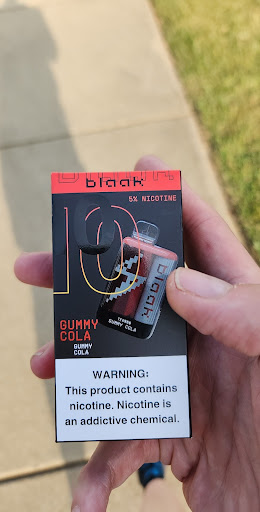 blaak
5% NICOTINE
10
blaak
GUMMY COLA
GUMMY
COLA
GUMMY
COLA
WARNING:
This product contains
nicotine. Nicotine is
an addictive chemical.